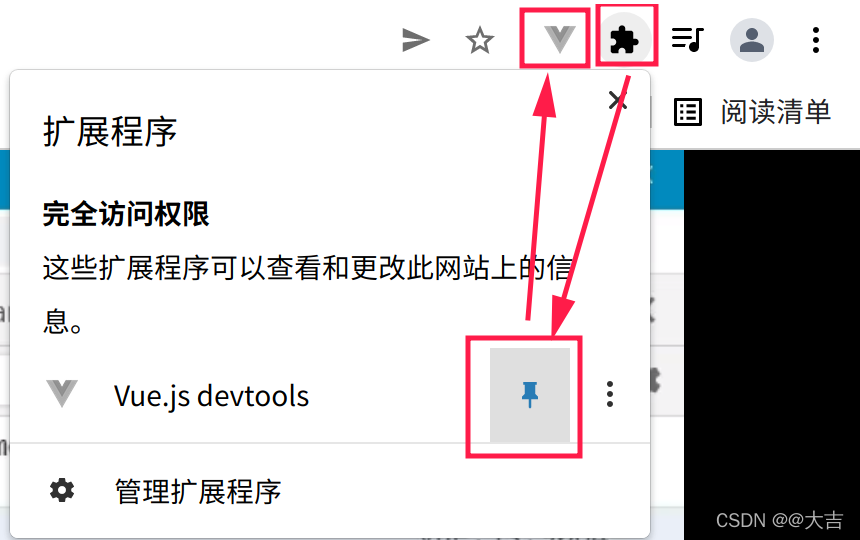 阅读清单
扩展程序
完全访问权限
这些扩展程序可以查看和更改此网站上的信
息。
Vue.js devtools
管理扩展程序
CSDN @@大吉